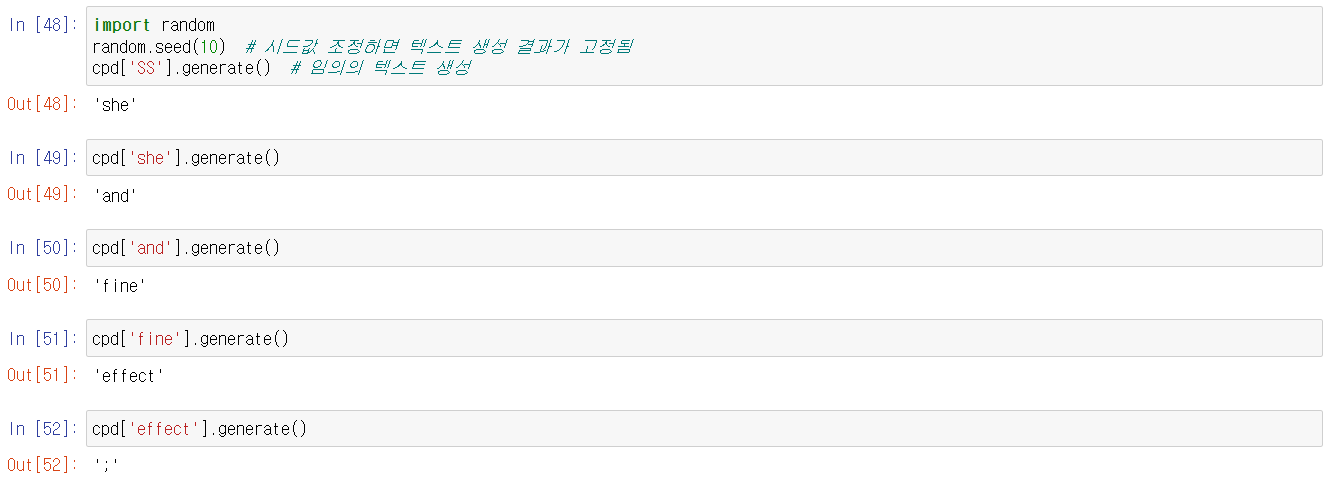 In [48]: import random
random.seed(10)  # 시드값 조정하면 텍스트 생성 결과가 고정됨
cpd['SS'].generate()  # 임의의 텍스트 생성
Out[48]: 'she'
In [49]: cpd['she'].generate()
Out[49]: 'and'
In [50]: cpd['and'].generate()
Out[50]: 'fine'
In [51]: cpd['fine'].generate()
Out[51]: 'effect'
In [52]: cpd['effect'].generate()
Out[52]: ';'